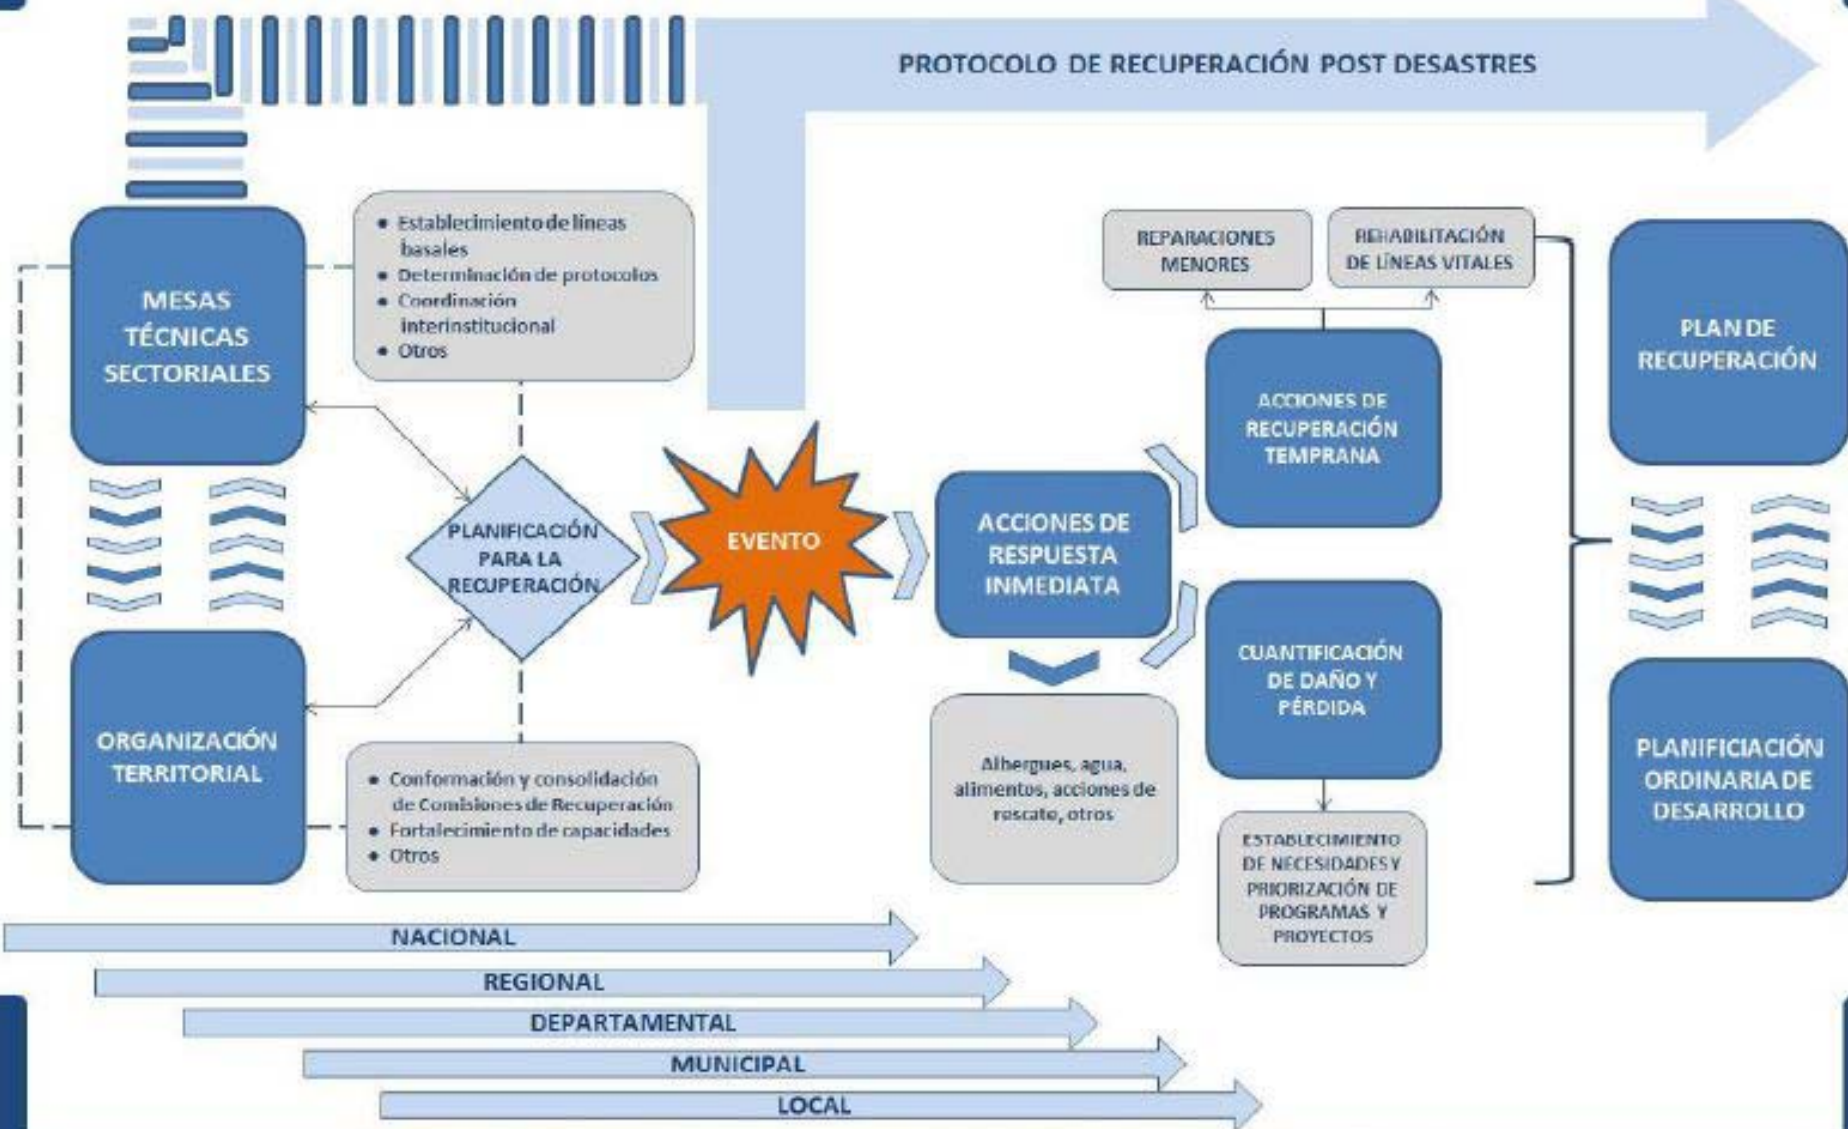 PROTOCOLO DE RECUPERACIÓN POST DESASTRES
MESAS
TÉCNICAS
SECTORIALES
• Establecimiento de líneas
basales
• Determinación de protocolos
• Coordinación
interinstitucional
• Otros
PLANIFICACIÓN
PARA LA
RECUPERACIÓN
ORGANIZACIÓN
TERRITORIAL
• Conformación y consolidación
de Comisiones de Recuperación
• Fortalecimiento de capacidades
• Otros
EVENTO
ACCIONES DE
RESPUESTA
INMEDIATA
Albergues, agua,
alimentos, acciones de
rescate, otros
REPARACIONES
MENORES
REHABILITACIÓN
DE LÍNEAS VITALES
ACCIONES DE
RECUPERACIÓN
TEMPRANA
CUANTIFICACIÓN
DE DAÑO Y
PÉRDIDA
ESTABLECIMIENTO
DE NECESIDADES Y
PRIORIZACIÓN DE
PROGRAMAS Y
PROYECTOS
PLAN DE
RECUPERACIÓN
PLANIFICIACIÓN
ORDINARIA DE
DESARROLLO
NACIONAL
REGIONAL
DEPARTAMENTAL
MUNICIPAL
LOCAL